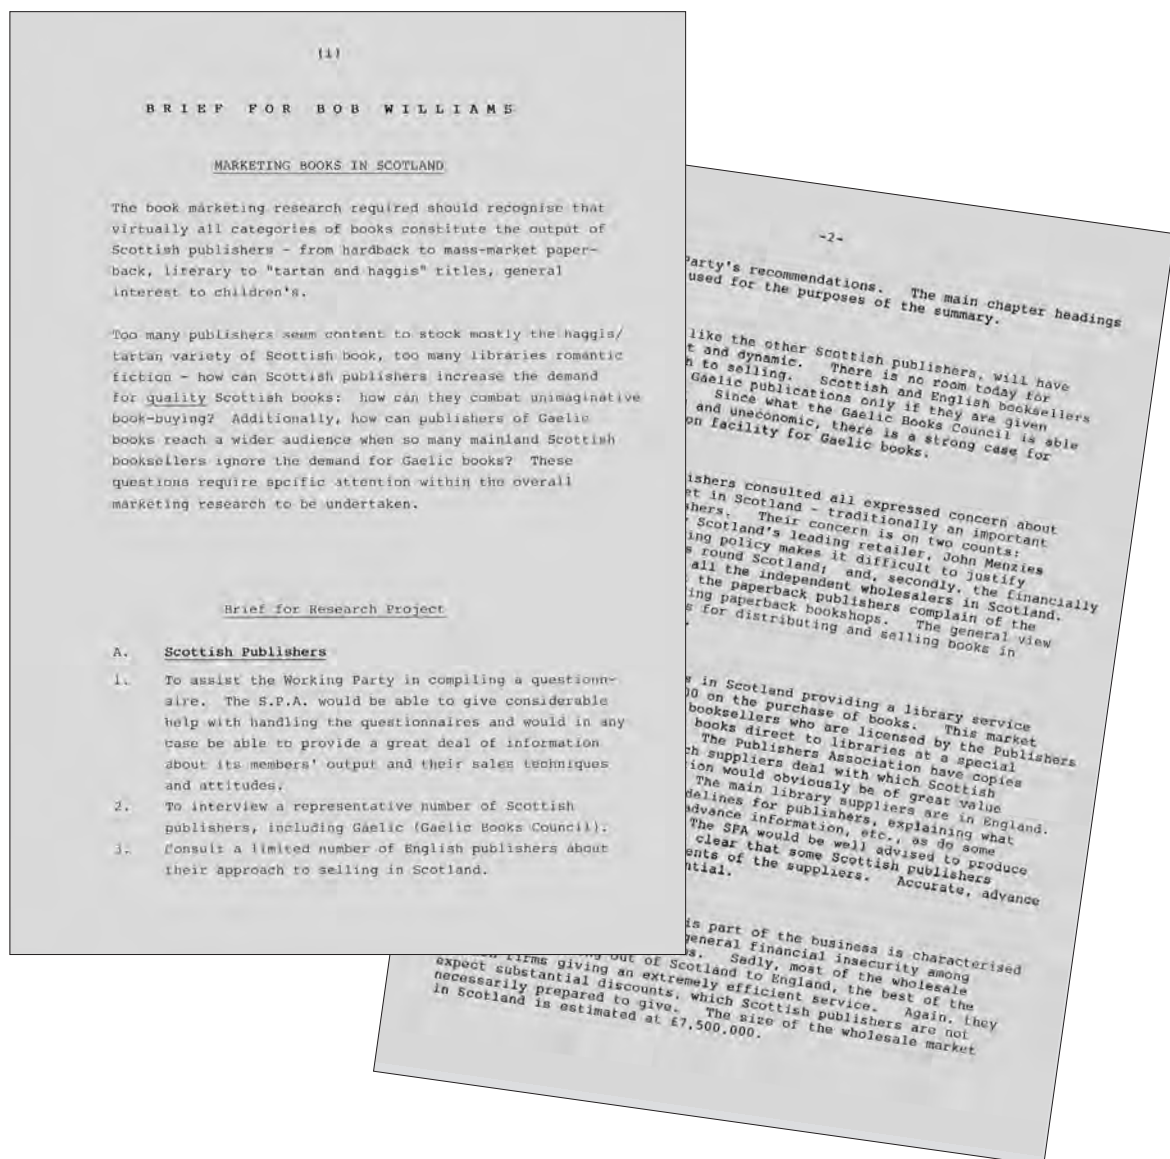 (i)
BRIEF FOR BOB WILLIAMS
MARKETING BOOKS IN SCOTLAND
The book marketing research required should recognise that
virtually all categories of books constitute the output of
Scottish publishers - from hardback to mass-market paper-
back, literary to "tartan and haggis" titles, general
interest to children's.
Too many publishers seem content to stock mostly the haggis/
tartan variety of Scottish book, too many libraries romantic
fiction - how can Scottish publishers increase the demand
for quality Scottish books: how can they combat unimaginative
book-buying? Additionally, how can publishers of Gaelic
books reach a wider audience when so many mainland Scottish
booksellers ignore the demand for Gaelic books? These
questions require spcific attention within the overall
marketing research to be undertaken.
Brief for Research Project
A. Scottish Publishers
1. To assist the Working Party in compiling a questionn-
aire. The S.P.A. would be able to give considerable
help with handling the questionnaires and would in any
case be able to provide a great deal of information
about its members' output and their sales techniques
and attitudes.
2. To interview a representative number of Scottish
publishers, including Gaelic (Gaelic Books Council).
3. Consult a limited number of English publishers about
their approach to selling in Scotland.
-2-
Party's recommendations. The main chapter headings
used for the purposes of the summary.
like the other Scottish publishers, will have
t and dynamic. There is no room today for
h to selling. Scottish and English booksellers
Gaelic publications only if they are given
Since what the Gaelic Books Council is able
and uneconomic, there is a strong case for
on facility for Gaelic books.
ishers consulted all expressed concern about
et in Scotland - traditionally an important
shers. Their concern is on two counts:
Scotland's leading retailer, John Menzies
ing policy makes it difficult to justify
s round Scotland; and, secondly, the financially
all the independent wholesalers in Scotland.
the paperback publishers complain of the
ing paperback bookshops. The general view
s for distributing and selling books in
s in Scotland providing a library service
00 on the purchase of books. This market
booksellers who are licensed by the Publishers
books direct to libraries at a special
The Publishers Association have copies
ch suppliers deal with which Scottish
ion would obviously be of great value
The main library suppliers are in England.
delines for publishers, explaining what
advance information, etc., as do some
The SPA would be well advised to produce
clear that some Scottish publishers
ents of the suppliers. Accurate, advance
ntial.
is part of the business is characterised
general financial insecurity among
s. Sadly, most of the wholesale
ng out of Scotland to England, the best of the
firms giving an extremely efficient service. Again, they
expect substantial discounts, which Scottish publishers are not
necessarily prepared to give. The size of the wholesale market
in Scotland is estimated at £7,500,000.